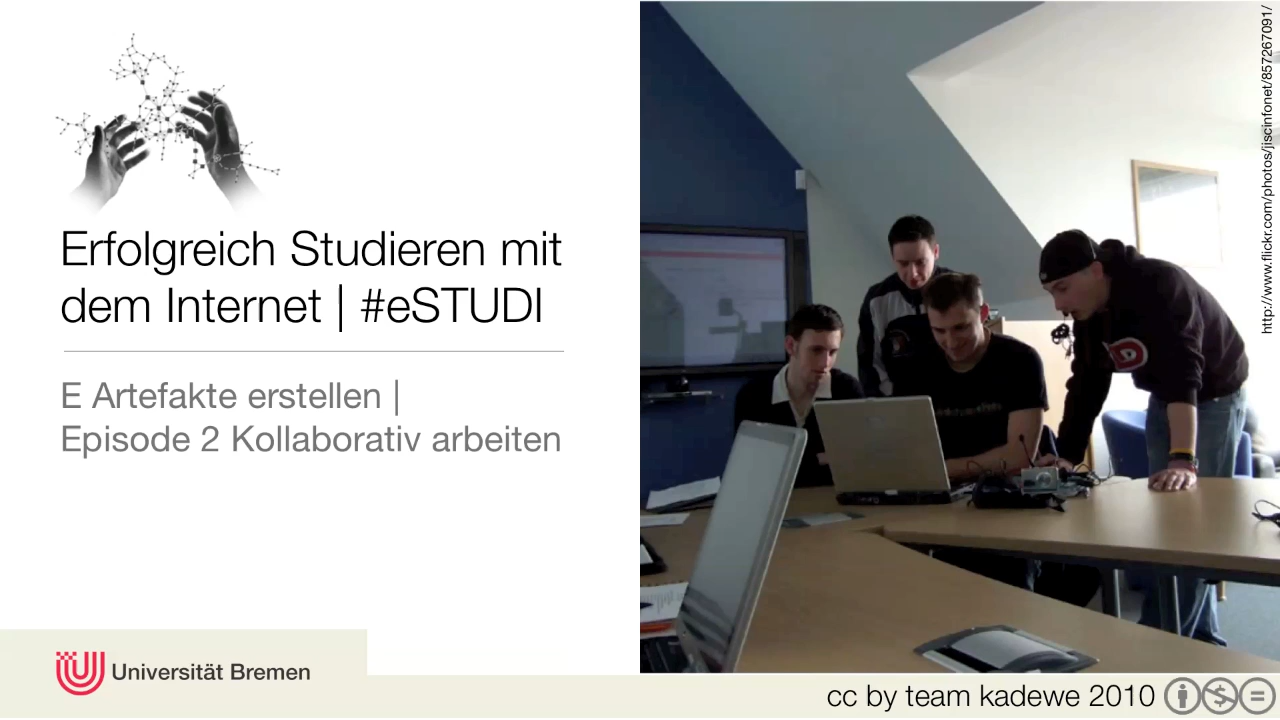 Erfolgreich Studieren mit
dem Internet | #eSTUDI
E Artefakte erstellen |
Episode 2 Kollaborativ arbeiten
http://www.flickr.com/photos/jiscinfonet/857267091/
Universität Bremen
cc by team kadewe 2010